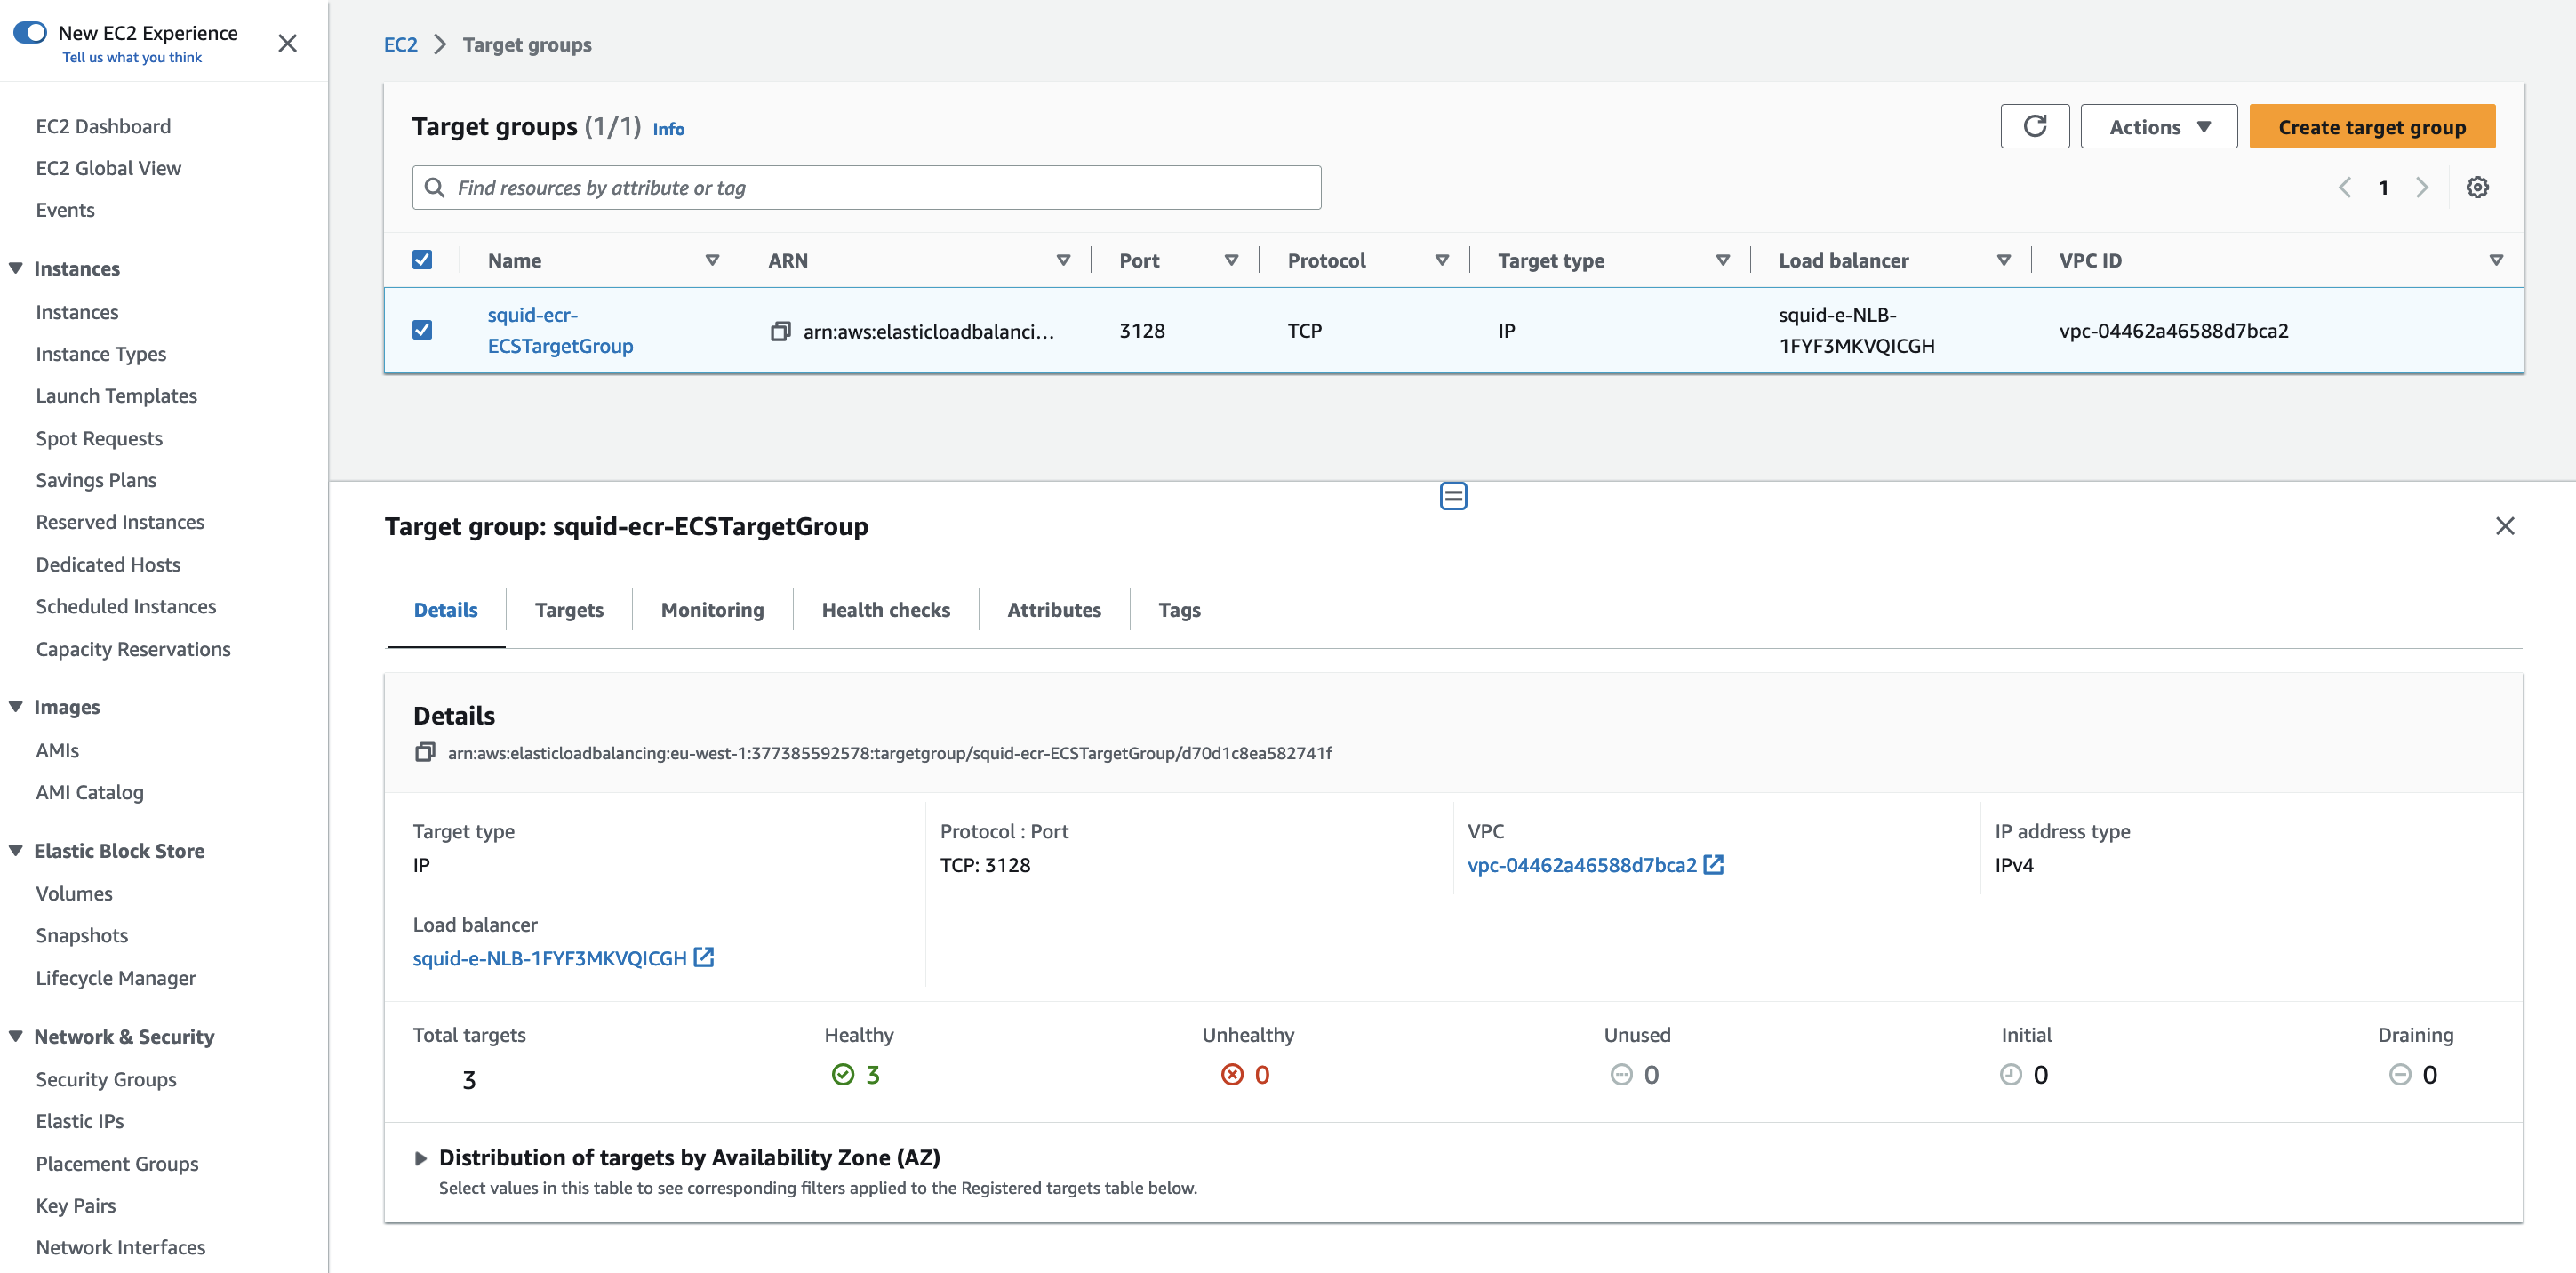 New EC2 Experience
Tell us what you think
EC2 Dashboard
EC2 Global View
Events
Instances
Instances
Instance Types
Launch Templates
Spot Requests
Savings Plans
Reserved Instances
Dedicated Hosts
Scheduled Instances
Capacity Reservations
Images
AMIs
AMI Catalog
Elastic Block Store
Volumes
Snapshots
Lifecycle Manager
Network & Security
Security Groups
Elastic IPs
Placement Groups
Key Pairs
Network Interfaces
EC2 > Target groups
Target groups (1/1) Info
Actions
Create target group
Find resources by attribute or tag
1
Name ARN Port Protocol Target type Load balancer VPC ID
squid-ecr-
ECSTargetGroup
arn:aws:elasticloadbalanci...
3128
TCP
IP
squid-e-NLB-
1FYF3MKVQICGH
vpc-04462a46588d7bca2
Target group: squid-ecr-ECSTargetGroup
Details Targets Monitoring Health checks Attributes Tags
Details
arn:aws:elasticloadbalancing:eu-west-1:377385592578:targetgroup/squid-ecr-ECSTargetGroup/d70d1c8ea582741f
Target type
IP
Protocol : Port
TCP: 3128
VPC
vpc-04462a46588d7bca2
IP address type
IPv4
Load balancer
squid-e-NLB-1FYF3MKVQICGH
Total targets
3
Healthy
3
Unhealthy
0
Unused
0
Initial
0
Draining
0
Distribution of targets by Availability Zone (AZ)
Select values in this table to see corresponding filters applied to the Registered targets table below.